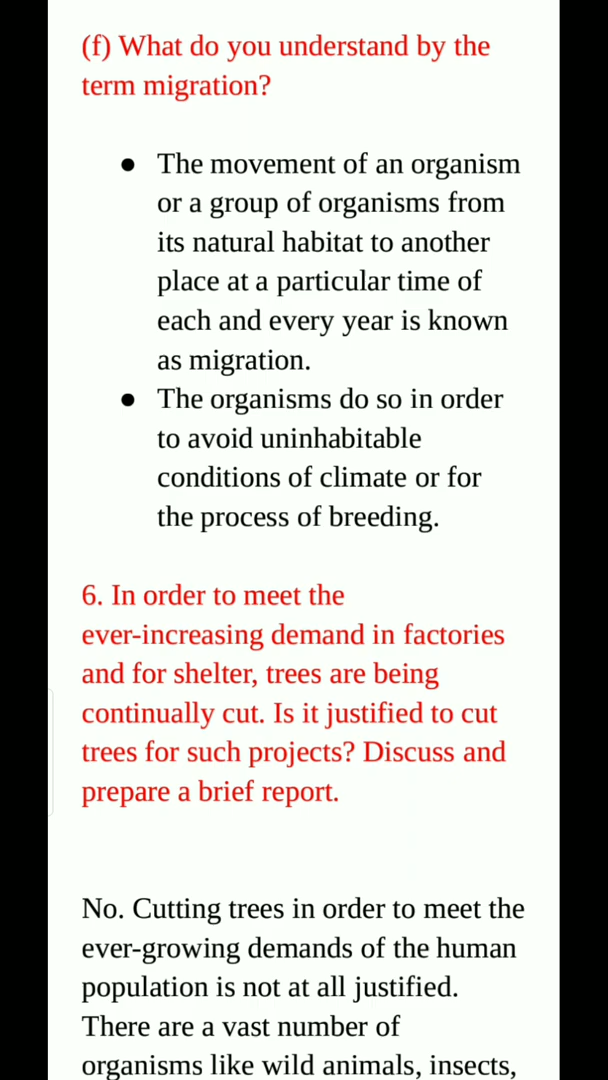 (f) What do you understand by the
term migration?
● The movement of an organism
or a group of organisms from
its natural habitat to another
place at a particular time of
each and every year is known
as migration.
● The organisms do so in order
to avoid uninhabitable
conditions of climate or for
the process of breeding.
6. In order to meet the
ever-increasing demand in factories
and for shelter, trees are being
continually cut. Is it justified to cut
trees for such projects? Discuss and
prepare a brief report.
No. Cutting trees in order to meet the
ever-growing demands of the human
population is not at all justified.
There are a vast number of
organisms like wild animals, insects,